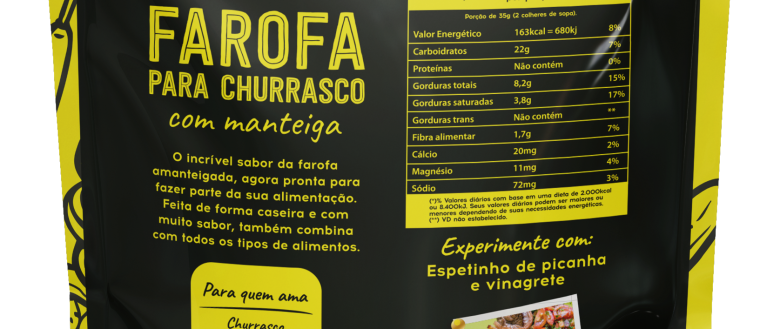 FAROFA
PARA CHURRASCO
com manteiga
O incrível sabor da farofa
amanteigada, agora pronta para
fazer parte da sua alimentação.
Feita de forma caseira e com
muito sabor, também combina
com todos os tipos de alimentos.
Para quem ama
Churrasco
Porção de 35g (2 colheres de sopa).
Valor Energético 163kcal = 680kj 8%
Carboidratos 22g 7%
Proteínas Não contém 0%
Gorduras totais 8,2g 15%
Gorduras saturadas 3,8g 17%
Gorduras trans Não contém **
Fibra alimentar 1,7g 7%
Cálcio 20mg 2%
Magnésio 11mg 4%
Sódio 72mg 3%
(*)% Valores diários com base em uma dieta de 2.000kcal
ou 8.400kJ. Seus valores diários podem ser maiores ou
menores dependendo de suas necessidades energéticas.
(**) VD não estabelecido.
Experimente com:
Espetinho de picanha
e vinagrete